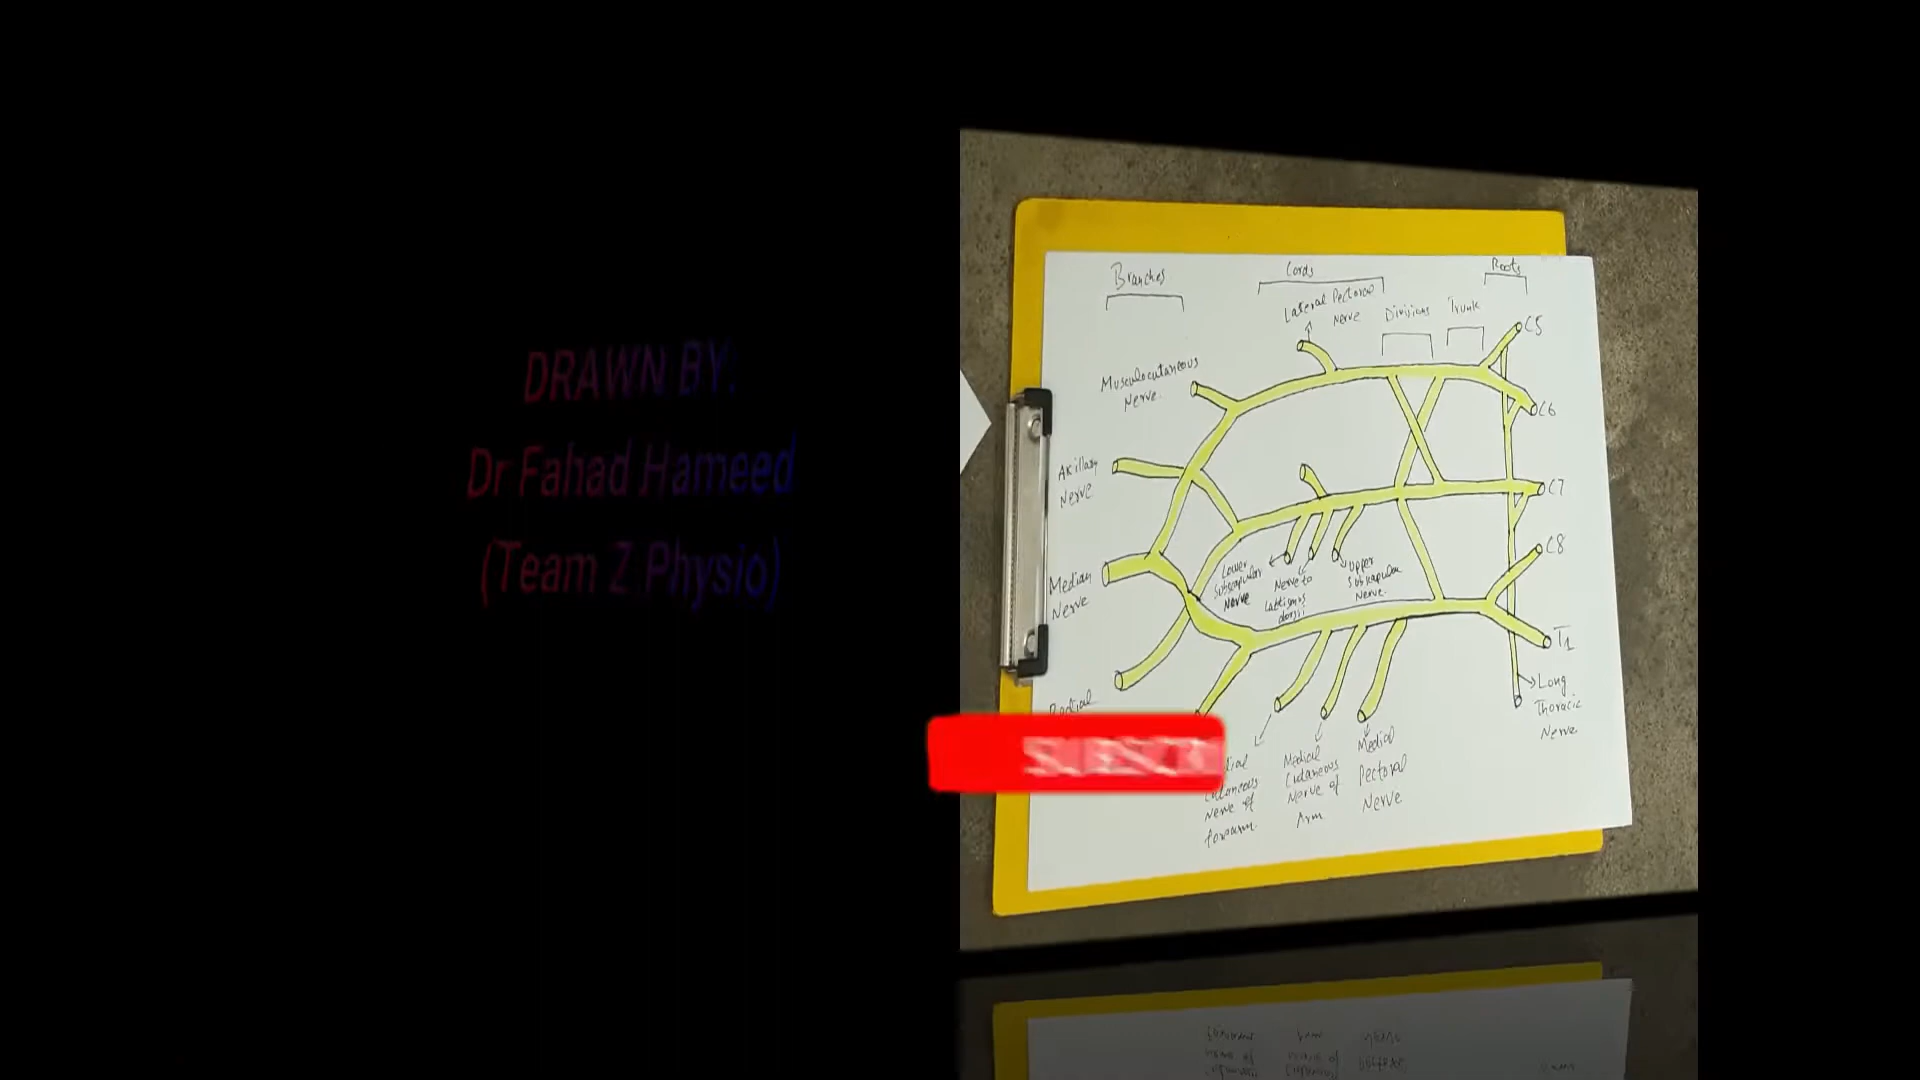 DRAWN BY:
Dr Fahad Hameed
(Team Z Physio)
Branches
Cords
Roots
Lateral Pectoral
Nerve
Divisions
Trunk
C5
Musculocutaneous
Nerve
C6
Axillary
Nerve
C7
C8
Lower
Subscapular
Nerve
Nerve to
Upper
Subscapular
Nerve
Median
Nerve
T1
Long
Thoracic
Nerve
Radial
Cutaneous
Nerve of
forearm
Medial
Cutaneous
Nerve of
Arm
Medial
Pectoral
Nerve